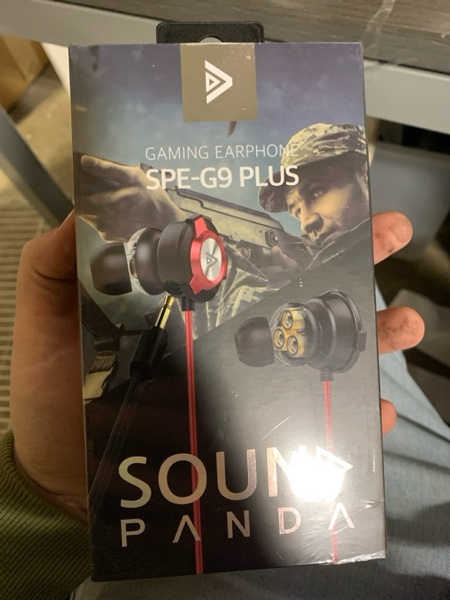 GAMING EARPHONE
SPE-G9 PLUS
SOUND
PANDA